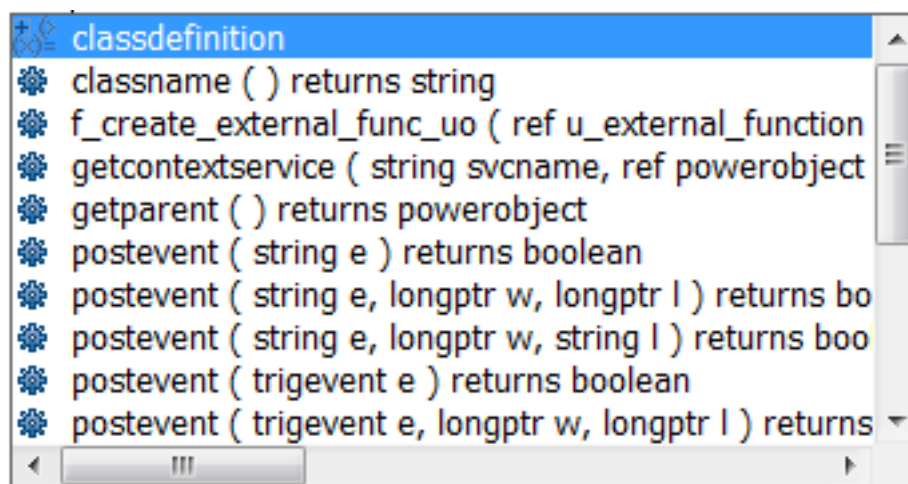 classdefinition
classname ( ) returns string
f_create_external_func_uo ( ref u_external_function
getcontextservice ( string svcname, ref powerobject
getparent ( ) returns powerobject
postevent ( string e ) returns boolean
postevent ( string e, longptr w, longptr l ) returns bo
postevent ( string e, longptr w, string l ) returns boo
postevent ( trigevent e ) returns boolean
postevent ( trigevent e, longptr w, longptr l ) returns